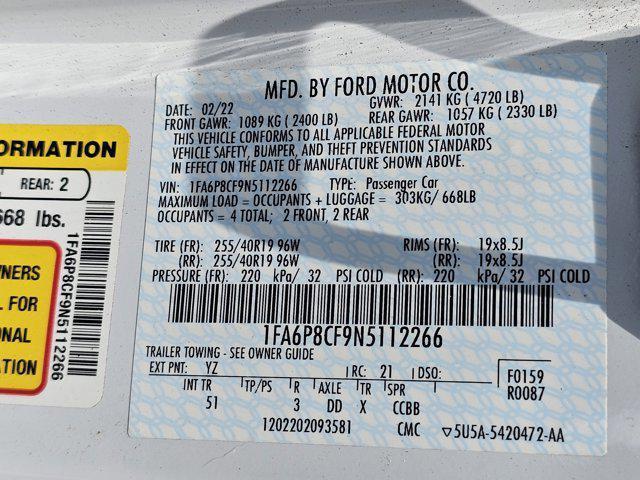 ORMATION
REAR: 2
668 lbs.
WNERS
L FOR
ONAL
ATION
1FA6P8CF9N5112266
MFD. BY FORD MOTOR CO.
DATE: 02/22 GVWR: 2141 KG ( 4720 LB)
FRONT GAWR: 1089 KG ( 2400 LB) REAR GAWR: 1057 KG ( 2330 LB)
THIS VEHICLE CONFORMS TO ALL APPLICABLE FEDERAL MOTOR
VEHICLE SAFETY, BUMPER, AND THEFT PREVENTION STANDARDS
IN EFFECT ON THE DATE OF MANUFACTURE SHOWN ABOVE.
VIN: 1FA6P8CF9N5112266 TYPE: Passenger Car
MAXIMUM LOAD = OCCUPANTS + LUGGAGE = 303KG/ 668LB
OCCUPANTS = 4 TOTAL; 2 FRONT, 2 REAR
TIRE (FR): 255/40R19 96W RIMS (FR): 19x8.5J
(RR): 255/40R19 96W (RR): 19x8.5J
PRESSURE (FR): 220 kPa/ 32 PSI COLD (RR): 220 kPa/ 32 PSI COLD
1FA6P8CF9N5112266
TRAILER TOWING - SEE OWNER GUIDE
EXT PNT: YZ RC: 21 DSO: F0159
INT TR TP/PS R AXLE TR SPR R0087
51 3 DD X CCBB
1202202093581 CMC ▽5U5A-5420472-AA